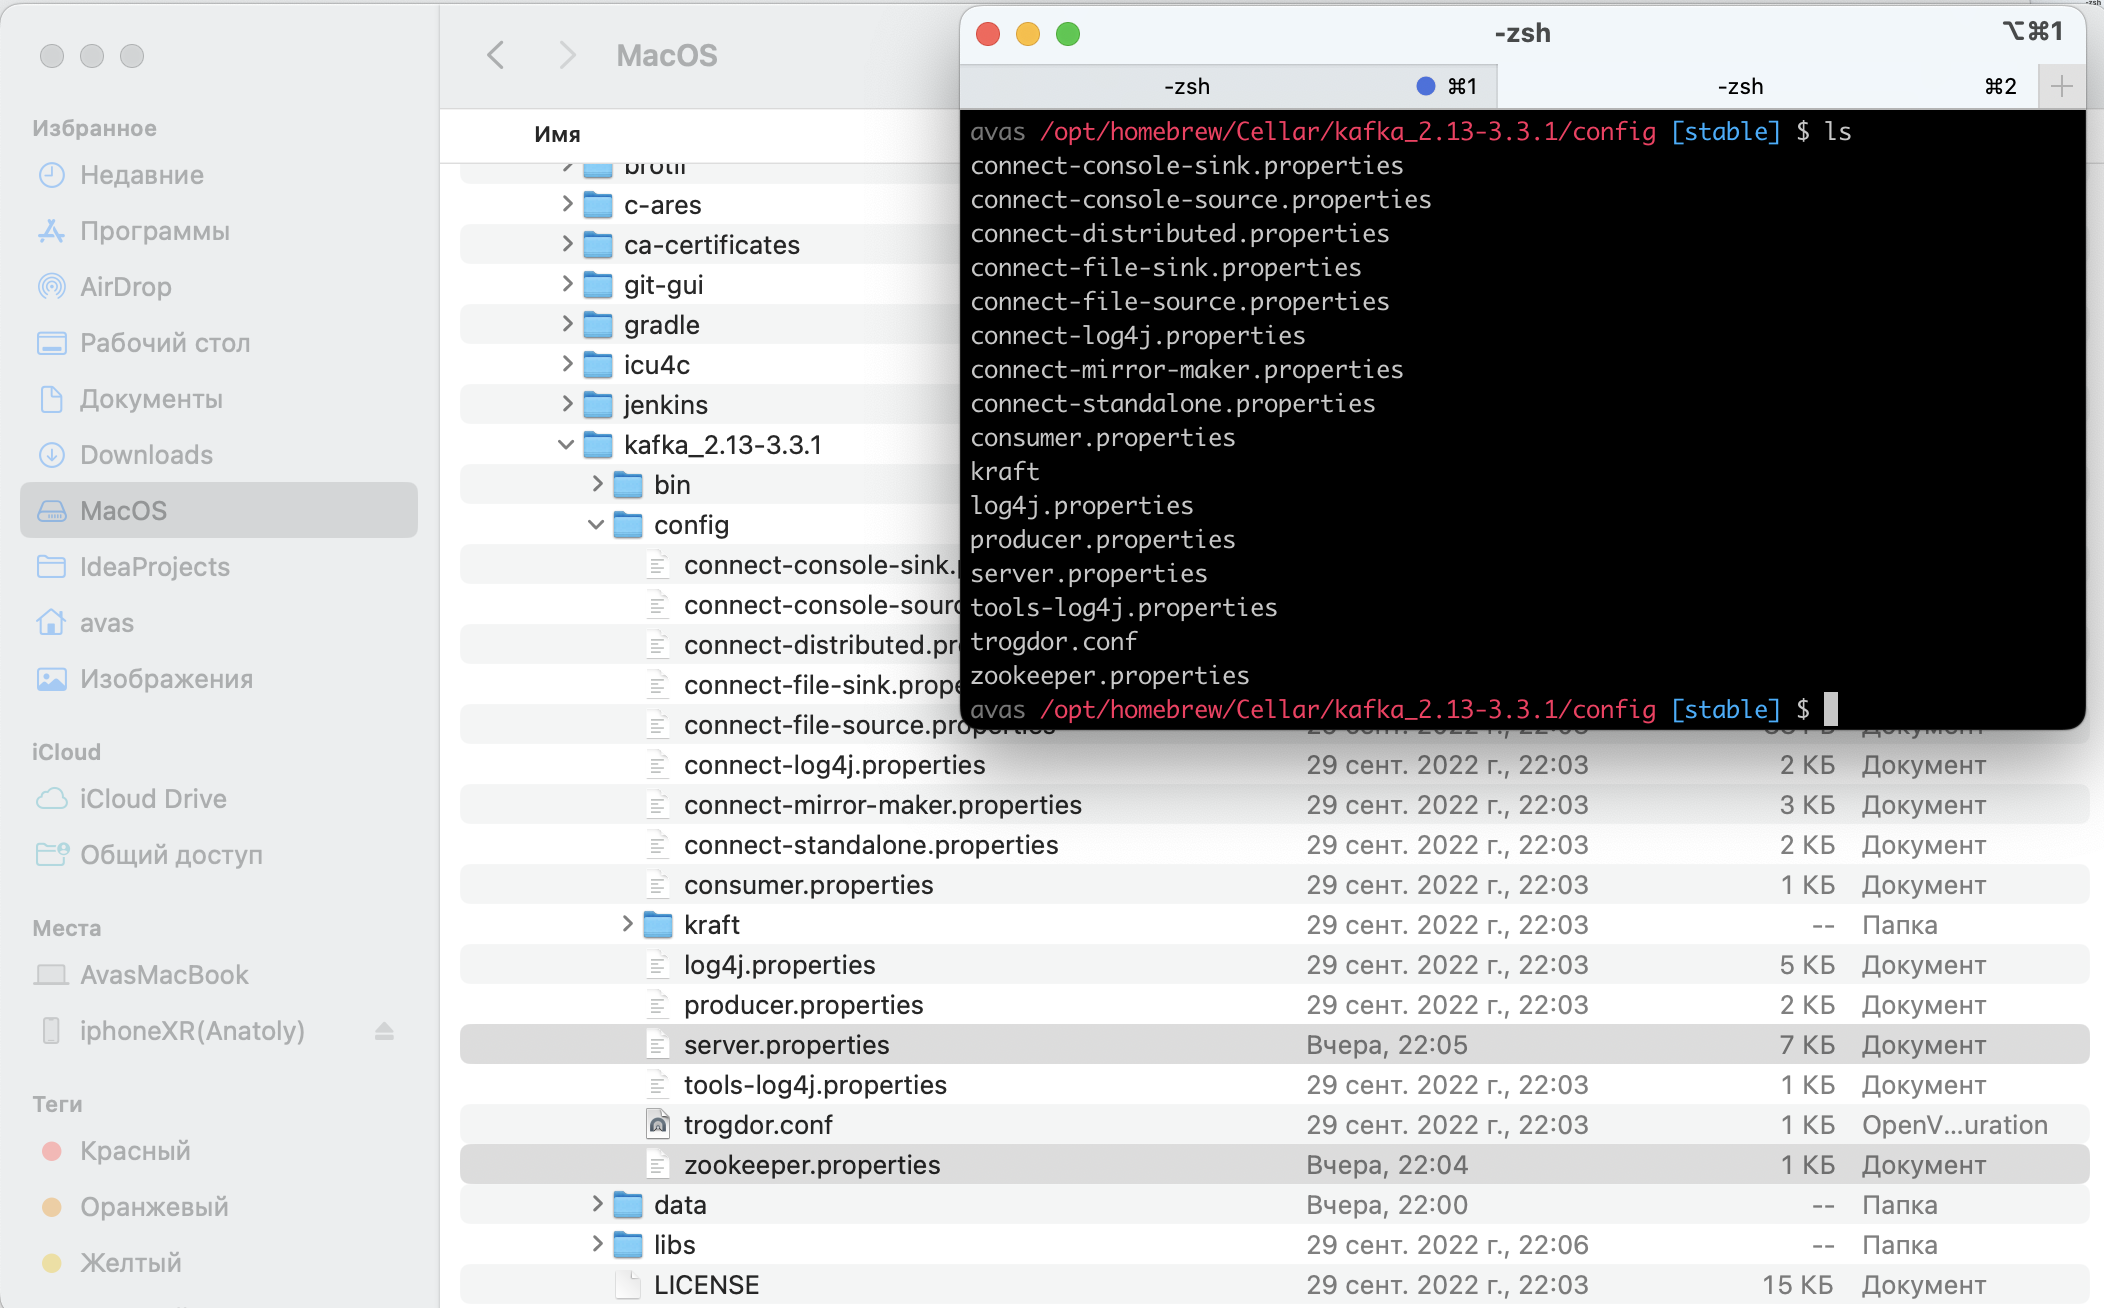 Избранное
Недавние
Программы
AirDrop
Рабочий стол
Документы
Downloads
MacOS
IdeaProjects
avas
Изображения
iCloud
iCloud Drive
Общий доступ
Места
AvasMacBook
iphoneXR(Anatoly)
Теги
Красный
Оранжевый
Желтый
MacOS
Имя
brotli
c-ares
ca-certificates
git-gui
gradle
icu4c
jenkins
kafka_2.13-3.3.1
bin
config
connect-console-sink.
connect-console-sourc
connect-distributed.pr
connect-file-sink.prope
connect-file-source.properties
connect-log4j.properties 29 сент. 2022 г., 22:03 2 КБ Документ
connect-mirror-maker.properties 29 сент. 2022 г., 22:03 3 КБ Документ
connect-standalone.properties 29 сент. 2022 г., 22:03 2 КБ Документ
consumer.properties 29 сент. 2022 г., 22:03 1 КБ Документ
kraft 29 сент. 2022 г., 22:03 -- Папка
log4j.properties 29 сент. 2022 г., 22:03 5 КБ Документ
producer.properties 29 сент. 2022 г., 22:03 2 КБ Документ
server.properties Вчера, 22:05 7 КБ Документ
tools-log4j.properties 29 сент. 2022 г., 22:03 1 КБ Документ
trogdor.conf 29 сент. 2022 г., 22:03 1 КБ OpenV...uration
zookeeper.properties Вчера, 22:04 1 КБ Документ
data Вчера, 22:00 -- Папка
libs 29 сент. 2022 г., 22:06 -- Папка
LICENSE 29 сент. 2022 г., 22:03 15 КБ Документ
-zsh ⌥⌘1
-zsh ⌘1 -zsh ⌘2 +
avas /opt/homebrew/Cellar/kafka_2.13-3.3.1/config [stable] $ ls
connect-console-sink.properties
connect-console-source.properties
connect-distributed.properties
connect-file-sink.properties
connect-file-source.properties
connect-log4j.properties
connect-mirror-maker.properties
connect-standalone.properties
consumer.properties
kraft
log4j.properties
producer.properties
server.properties
tools-log4j.properties
trogdor.conf
zookeeper.properties
avas /opt/homebrew/Cellar/kafka_2.13-3.3.1/config [stable] $